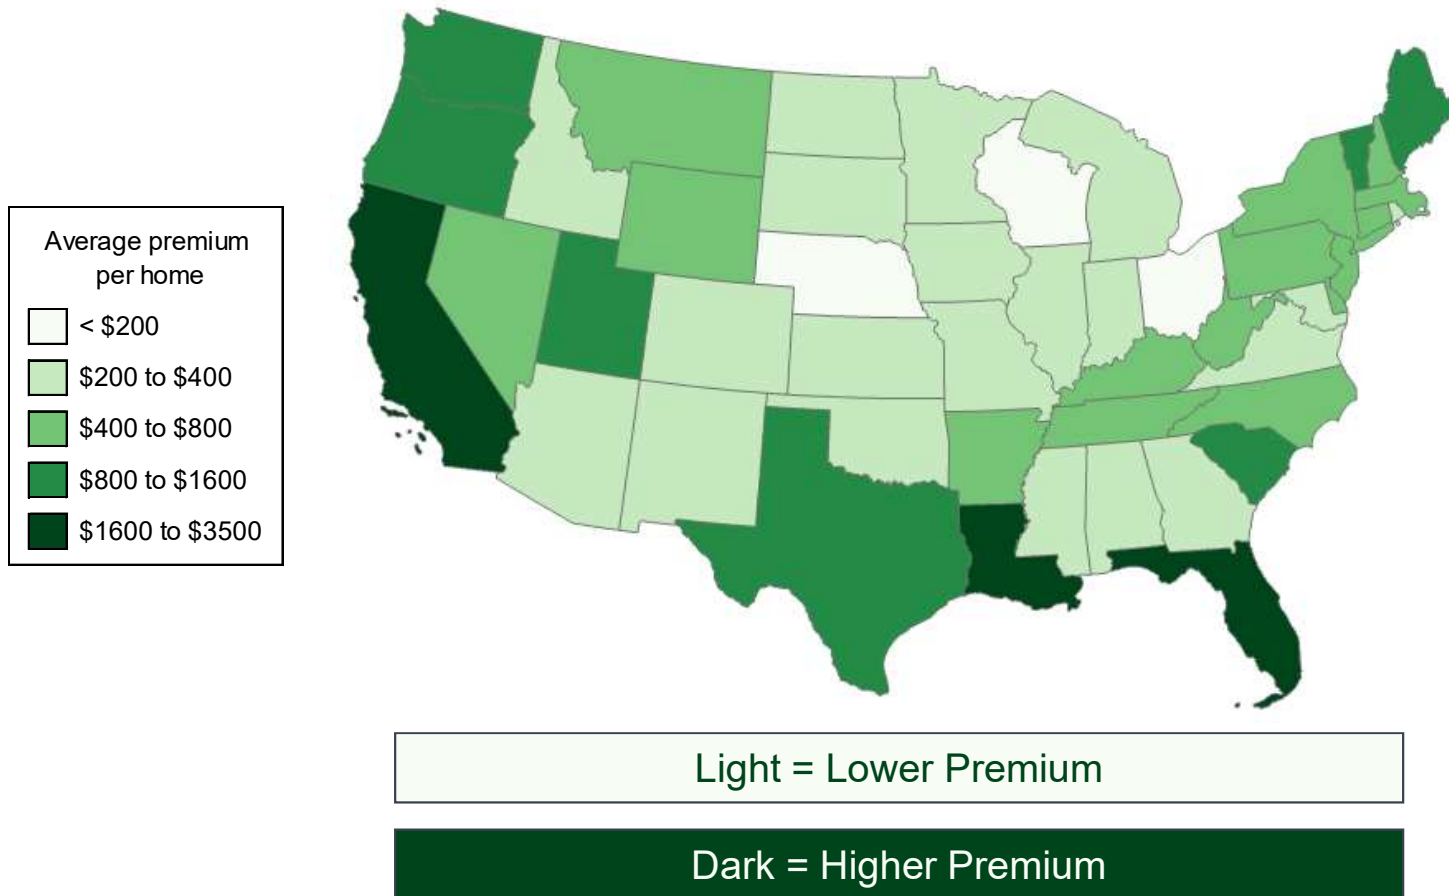 Average premium
per home
< $200
$200 to $400
$400 to $800
$800 to $1600
$1600 to $3500
Light = Lower Premium
Dark = Higher Premium